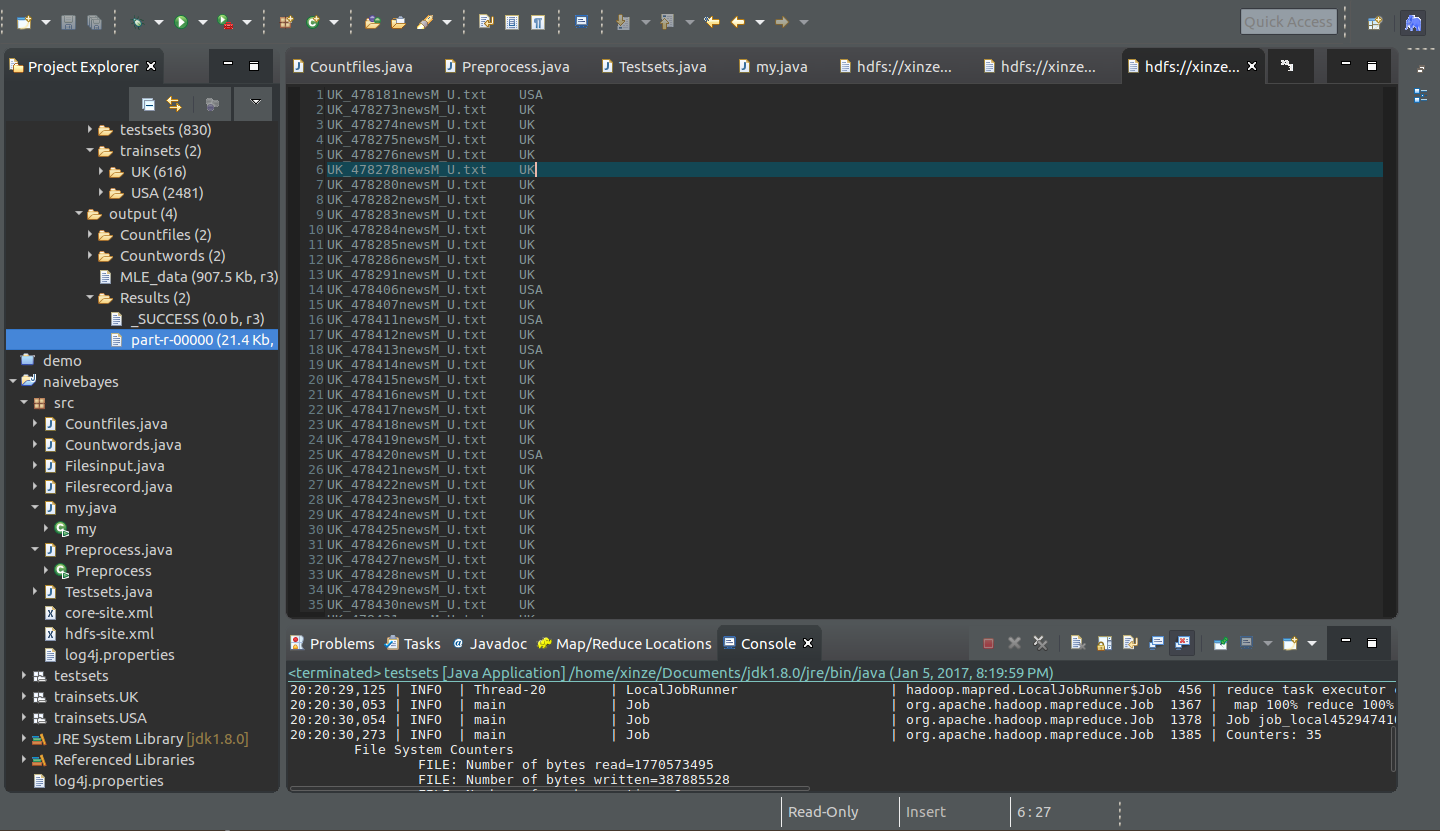 Quick Access
Project Explorer
testsets (830)
trainsets (2)
UK (616)
USA (2481)
output (4)
Countfiles (2)
Countwords (2)
MLE_data (907.5 Kb, r3)
Results (2)
_SUCCESS (0.0 b, r3)
part-r-00000 (21.4 Kb,
demo
naivebayes
src
Countfiles.java
Countwords.java
Filesinput.java
Filesrecord.java
my.java
my
Preprocess.java
Preprocess
Testsets.java
core-site.xml
hdfs-site.xml
log4j.properties
testsets
trainsets.UK
trainsets.USA
JRE System Library [jdk1.8.0]
Referenced Libraries
log4j.properties
Countfiles.java Preprocess.java Testsets.java my.java hdfs://xinze... hdfs://xinze... hdfs://xinze...
1 UK_478181newsM_U.txt USA
2 UK_478273newsM_U.txt UK
3 UK_478274newsM_U.txt UK
4 UK_478275newsM_U.txt UK
5 UK_478276newsM_U.txt UK
6 UK_478278newsM_U.txt UK
7 UK_478280newsM_U.txt UK
8 UK_478282newsM_U.txt UK
9 UK_478283newsM_U.txt UK
10 UK_478284newsM_U.txt UK
11 UK_478285newsM_U.txt UK
12 UK_478286newsM_U.txt UK
13 UK_478291newsM_U.txt UK
14 UK_478406newsM_U.txt USA
15 UK_478407newsM_U.txt UK
16 UK_478411newsM_U.txt USA
17 UK_478412newsM_U.txt UK
18 UK_478413newsM_U.txt USA
19 UK_478414newsM_U.txt UK
20 UK_478415newsM_U.txt UK
21 UK_478416newsM_U.txt UK
22 UK_478417newsM_U.txt UK
23 UK_478418newsM_U.txt UK
24 UK_478419newsM_U.txt UK
25 UK_478420newsM_U.txt USA
26 UK_478421newsM_U.txt UK
27 UK_478422newsM_U.txt UK
28 UK_478423newsM_U.txt UK
29 UK_478424newsM_U.txt UK
30 UK_478425newsM_U.txt UK
31 UK_478426newsM_U.txt UK
32 UK_478427newsM_U.txt UK
33 UK_478428newsM_U.txt UK
34 UK_478429newsM_U.txt UK
35 UK_478430newsM_U.txt UK
Problems Tasks Javadoc Map/Reduce Locations Console
<terminated> testsets [Java Application] /home/xinze/Documents/jdk1.8.0/jre/bin/java (Jan 5, 2017, 8:19:59 PM)
20:20:29,125 | INFO | Thread-20 | LocalJobRunner | hadoop.mapred.LocalJobRunner$Job 456 | reduce task executor
20:20:30,053 | INFO | main | Job | org.apache.hadoop.mapreduce.Job 1367 | map 100% reduce 100%
20:20:30,054 | INFO | main | Job | org.apache.hadoop.mapreduce.Job 1378 | Job job_local45294741
20:20:30,273 | INFO | main | Job | org.apache.hadoop.mapreduce.Job 1385 | Counters: 35
File System Counters
FILE: Number of bytes read=1770573495
FILE: Number of bytes written=387885528
Read-Only Insert 6:27